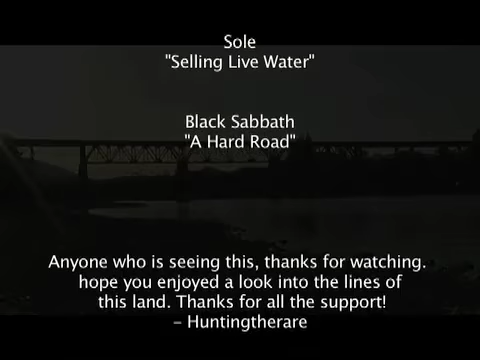 Sole
"Selling Live Water"
Black Sabbath
"A Hard Road"
Anyone who is seeing this, thanks for watching.
hope you enjoyed a look into the lines of
this land. Thanks for all the support!
– Huntingtherare